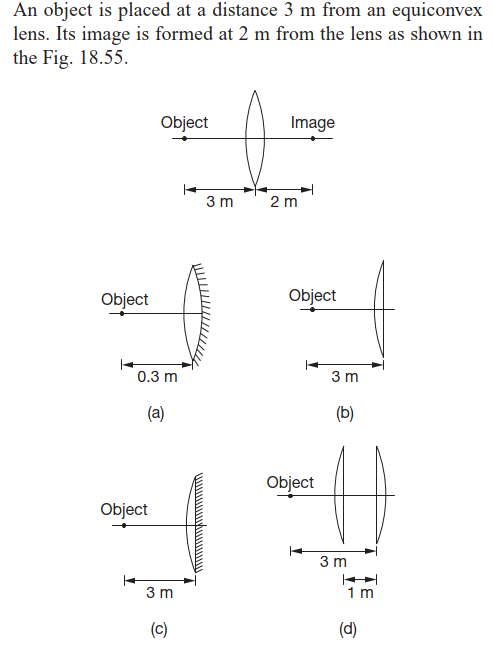 An object is placed at a distance 3 m from an equiconvex
lens. Its image is formed at 2 m from the lens as shown in
the Fig. 18.55.
Object Image
3 m 2 m
Object Object
0.3 m 3 m
(a) (b)
Object Object
3 m
3 m 1 m
(c) (d)